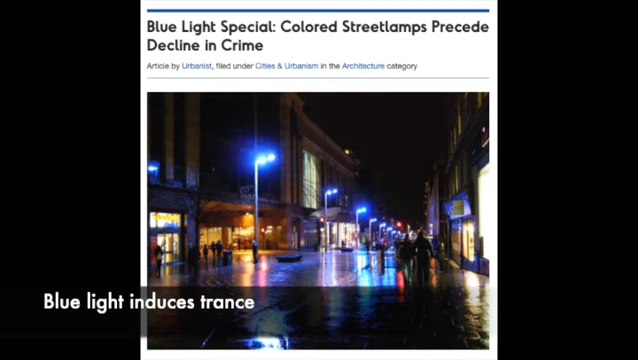 Blue Light Special: Colored Streetlamps Precede
Decline in Crime
Article by Urbanist, filed under Cities & Urbanism in the Architecture category
Blue light induces trance